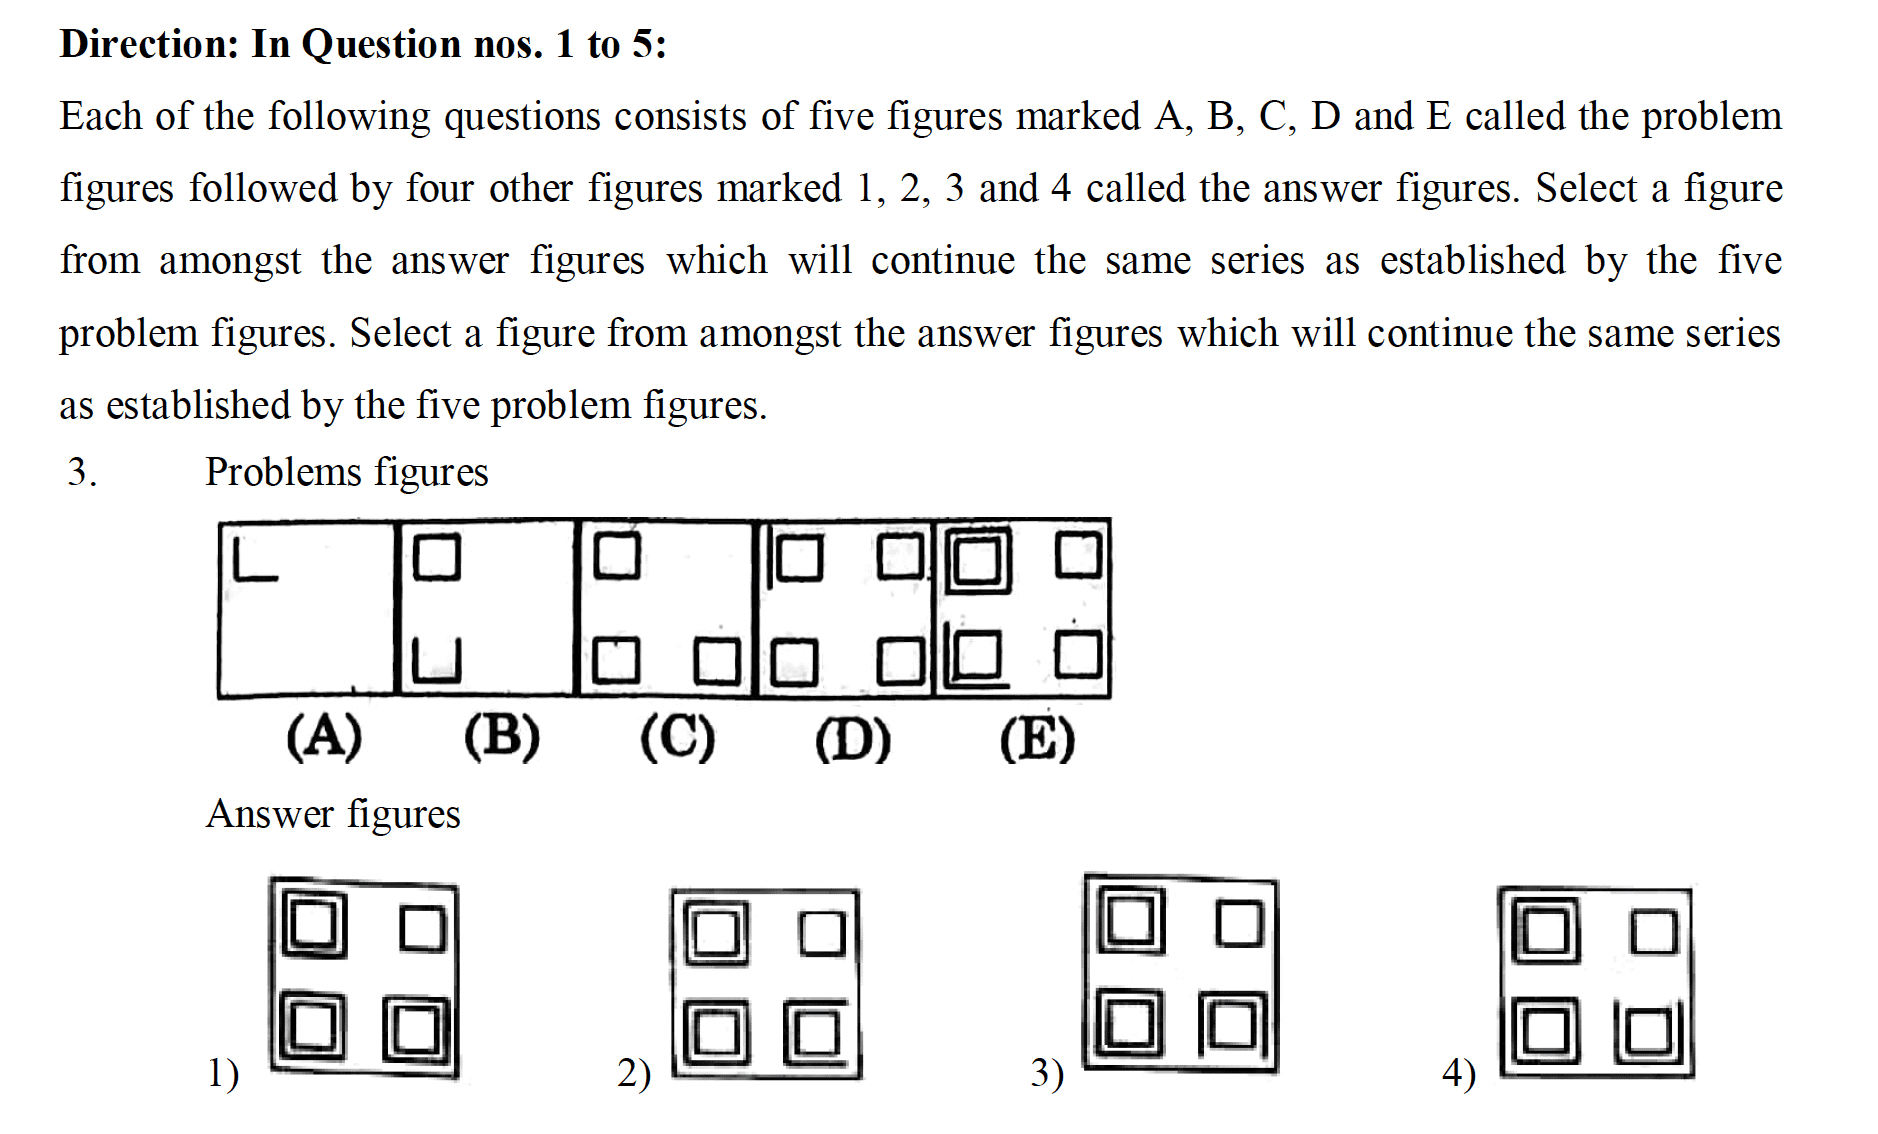 Direction: In Question nos. 1 to 5:
Each of the following questions consists of five figures marked A, B, C, D and E called the problem
figures followed by four other figures marked 1, 2, 3 and 4 called the answer figures. Select a figure
from amongst the answer figures which will continue the same series as established by the five
problem figures. Select a figure from amongst the answer figures which will continue the same series
as established by the five problem figures.
3. Problems figures
(A) (B) (C) (D) (E)
Answer figures
1) 2) 3) 4)